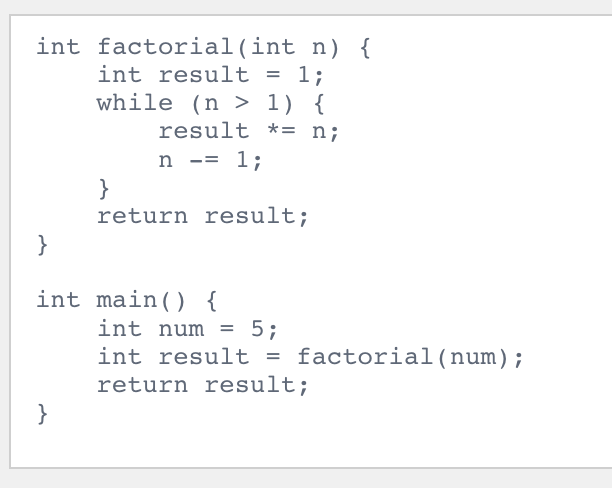 int factorial(int n) {
    int result = 1;
    while (n > 1) {
        result *= n;
        n -= 1;
    }
    return result;
}

int main() {
    int num = 5;
    int result = factorial(num);
    return result;
}